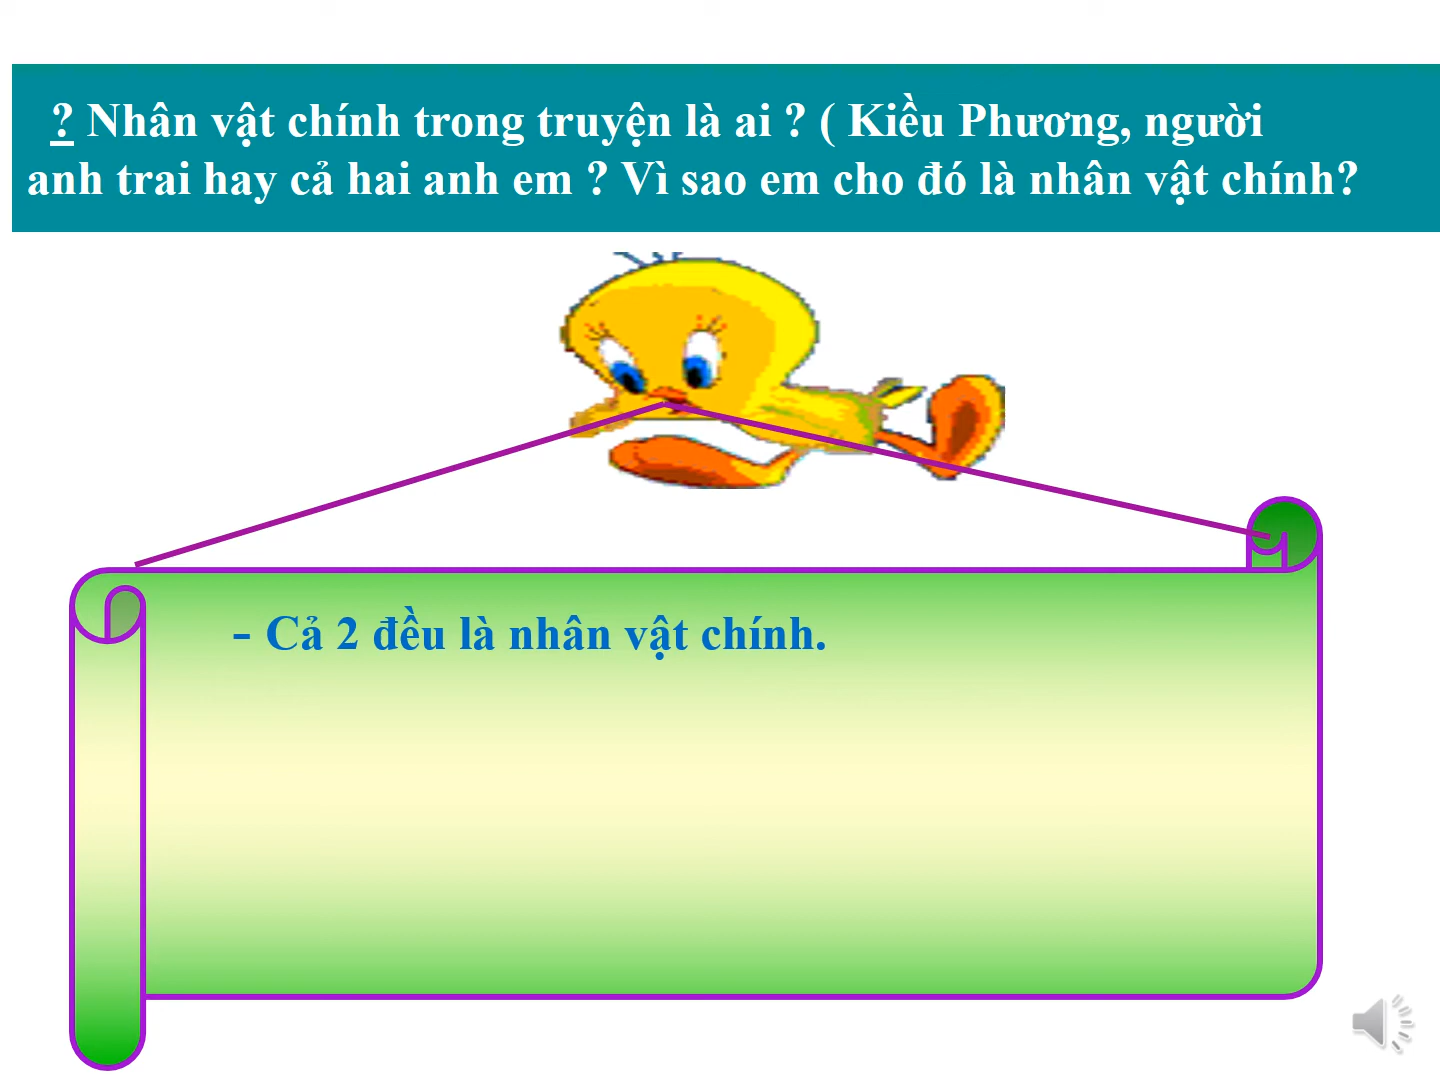 ? Nhân vật chính trong truyện là ai ? ( Kiều Phương, người
anh trai hay cả hai anh em ? Vì sao em cho đó là nhân vật chính?
- Cả 2 đều là nhân vật chính.